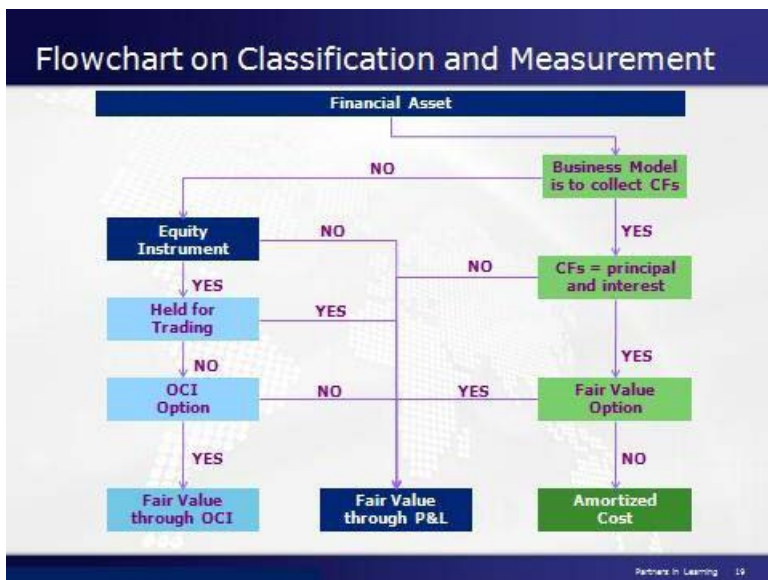 Flowchart on Classification and Measurement
Financial Asset
NO
Business Model
is to collect CFs
Equity
Instrument
NO
YES
NO
CFs = principal
and interest
YES
Held for
Trading
YES
NO
YES
OCI
Option
NO
YES
Fair Value
Option
YES
NO
Fair Value
through OCI
Fair Value
through P&L
Amortized
Cost
Partners in Learning 19